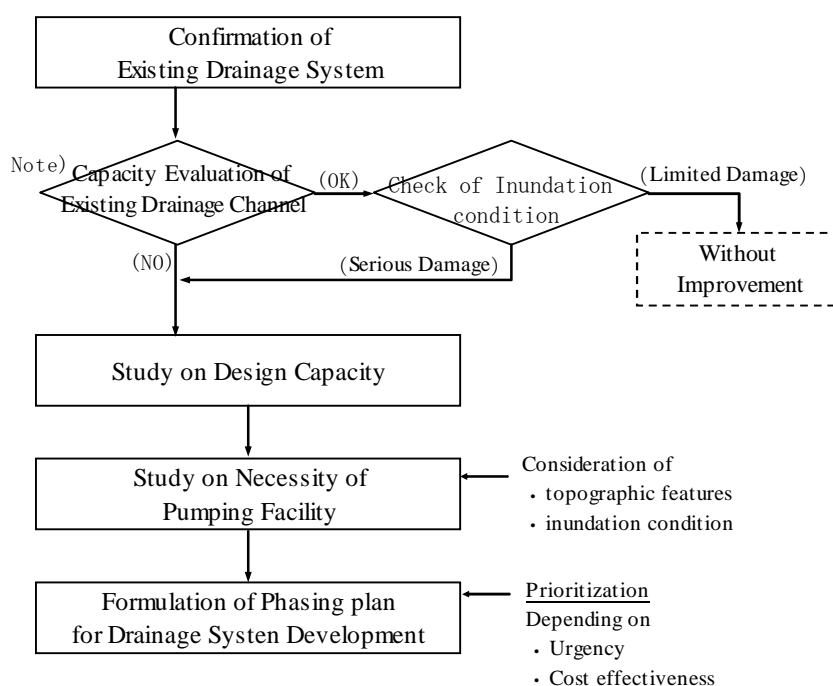 Confirmation of
Existing Drainage System
Note)
Capacity Evaluation of
Existing Drainage Channel
(OK)
Check of Inundation
condition
(Limited Damage)
Without
Improvement
(NO)
(Serious Damage)
Study on Design Capacity
Study on Necessity of
Pumping Facility
Consideration of
・ topographic features
・ inundation condition
Formulation of Phasing plan
for Drainage Systen Development
Prioritization
Depending on
・ Urgency
・ Cost effectiveness